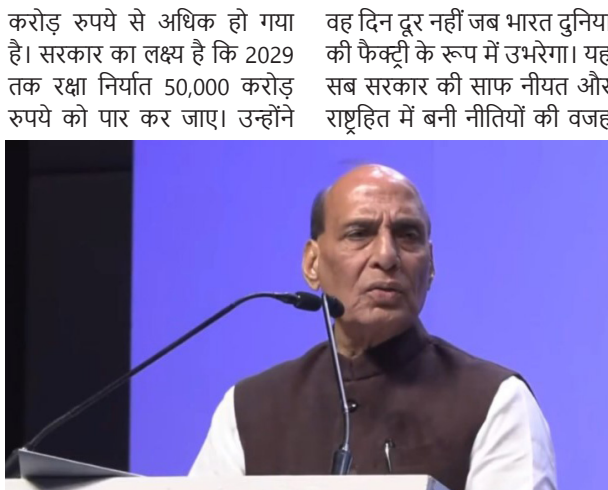 करोड़ रुपये से अधिक हो गया
है। सरकार का लक्ष्य है कि 2029
तक रक्षा निर्यात 50,000 करोड़
रुपये को पार कर जाए। उन्होंने
वह दिन दूर नहीं जब भारत दुनिया
की फैक्ट्री के रूप में उभरेगा। यह
सब सरकार की साफ नीयत और
राष्ट्रहित में बनी नीतियों की वजह